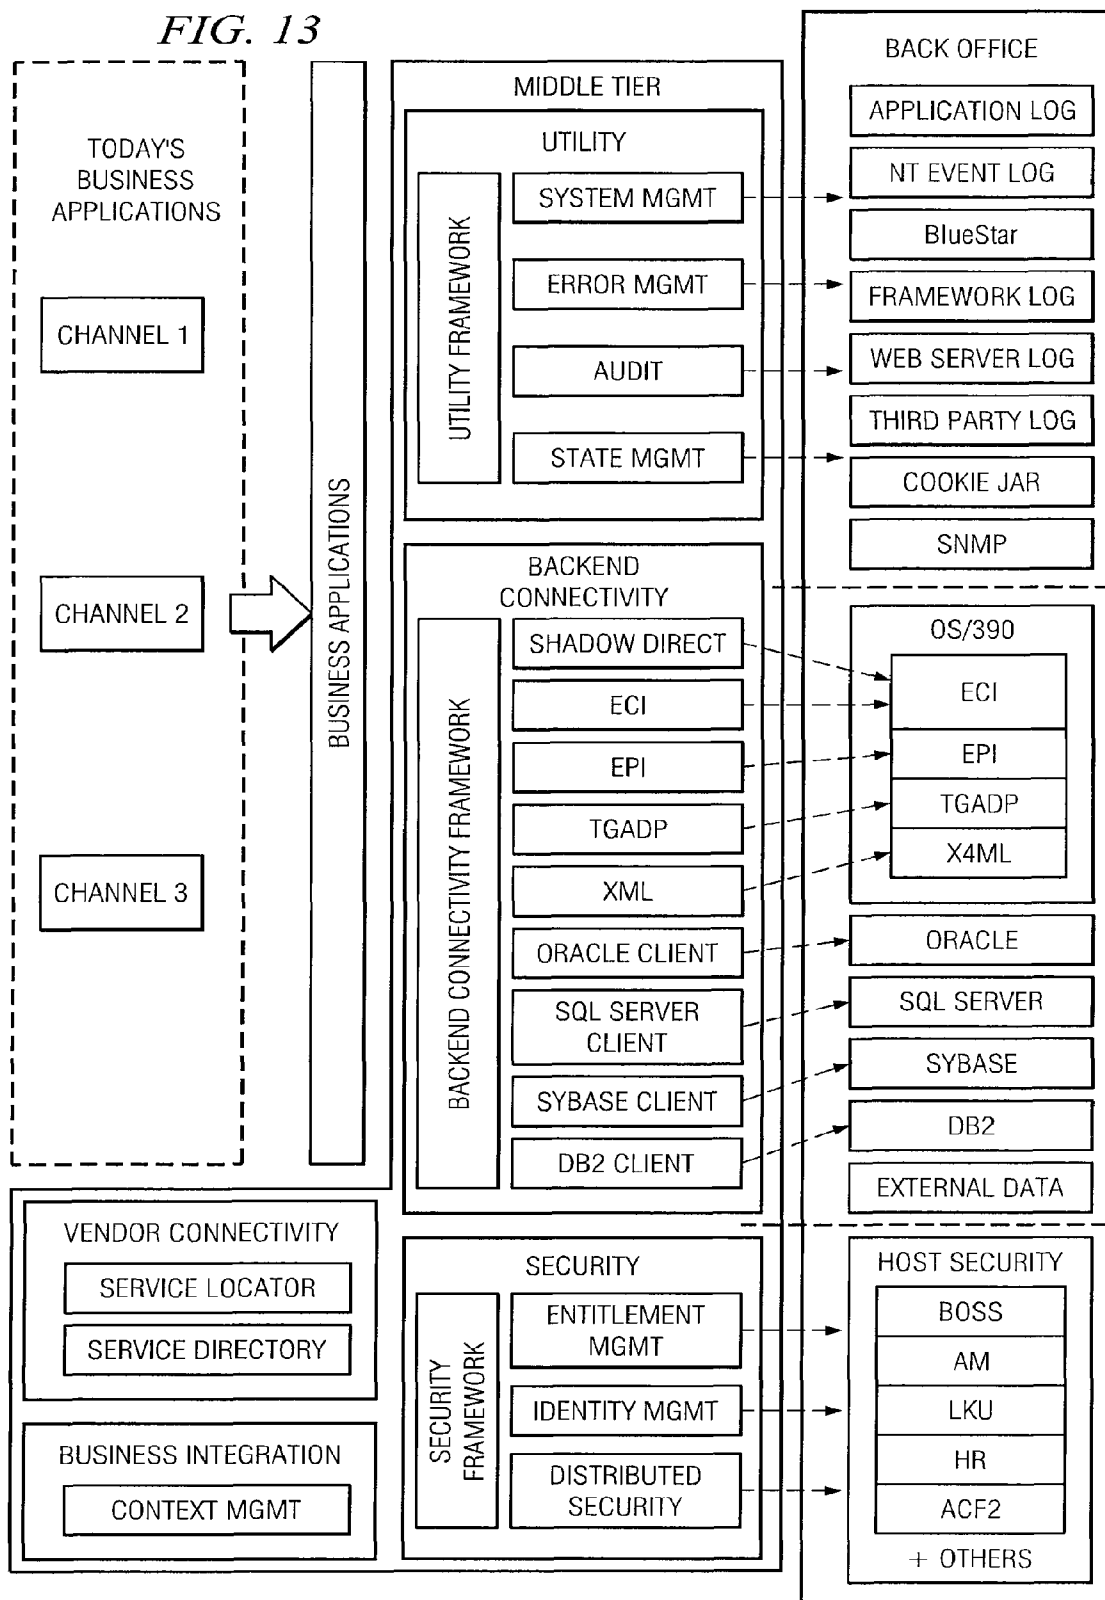 FIG. 13
TODAY'S
BUSINESS
APPLICATIONS
CHANNEL 1
CHANNEL 2
CHANNEL 3
BUSINESS APPLICATIONS
MIDDLE TIER
UTILITY
UTILITY FRAMEWORK
SYSTEM MGMT
ERROR MGMT
AUDIT
STATE MGMT
BACKEND
CONNECTIVITY
BACKEND CONNECTIVITY FRAMEWORK
SHADOW DIRECT
ECI
EPI
TGADP
XML
ORACLE CLIENT
SQL SERVER
CLIENT
SYBASE CLIENT
DB2 CLIENT
VENDOR CONNECTIVITY
SERVICE LOCATOR
SERVICE DIRECTORY
BUSINESS INTEGRATION
CONTEXT MGMT
SECURITY
SECURITY
FRAMEWORK
ENTITLEMENT
MGMT
IDENTITY MGMT
DISTRIBUTED
SECURITY
BACK OFFICE
APPLICATION LOG
NT EVENT LOG
BlueStar
FRAMEWORK LOG
WEB SERVER LOG
THIRD PARTY LOG
COOKIE JAR
SNMP
OS/390
ECI
EPI
TGADP
X4ML
ORACLE
SQL SERVER
SYBASE
DB2
EXTERNAL DATA
HOST SECURITY
BOSS
AM
LKU
HR
ACF2
+ OTHERS